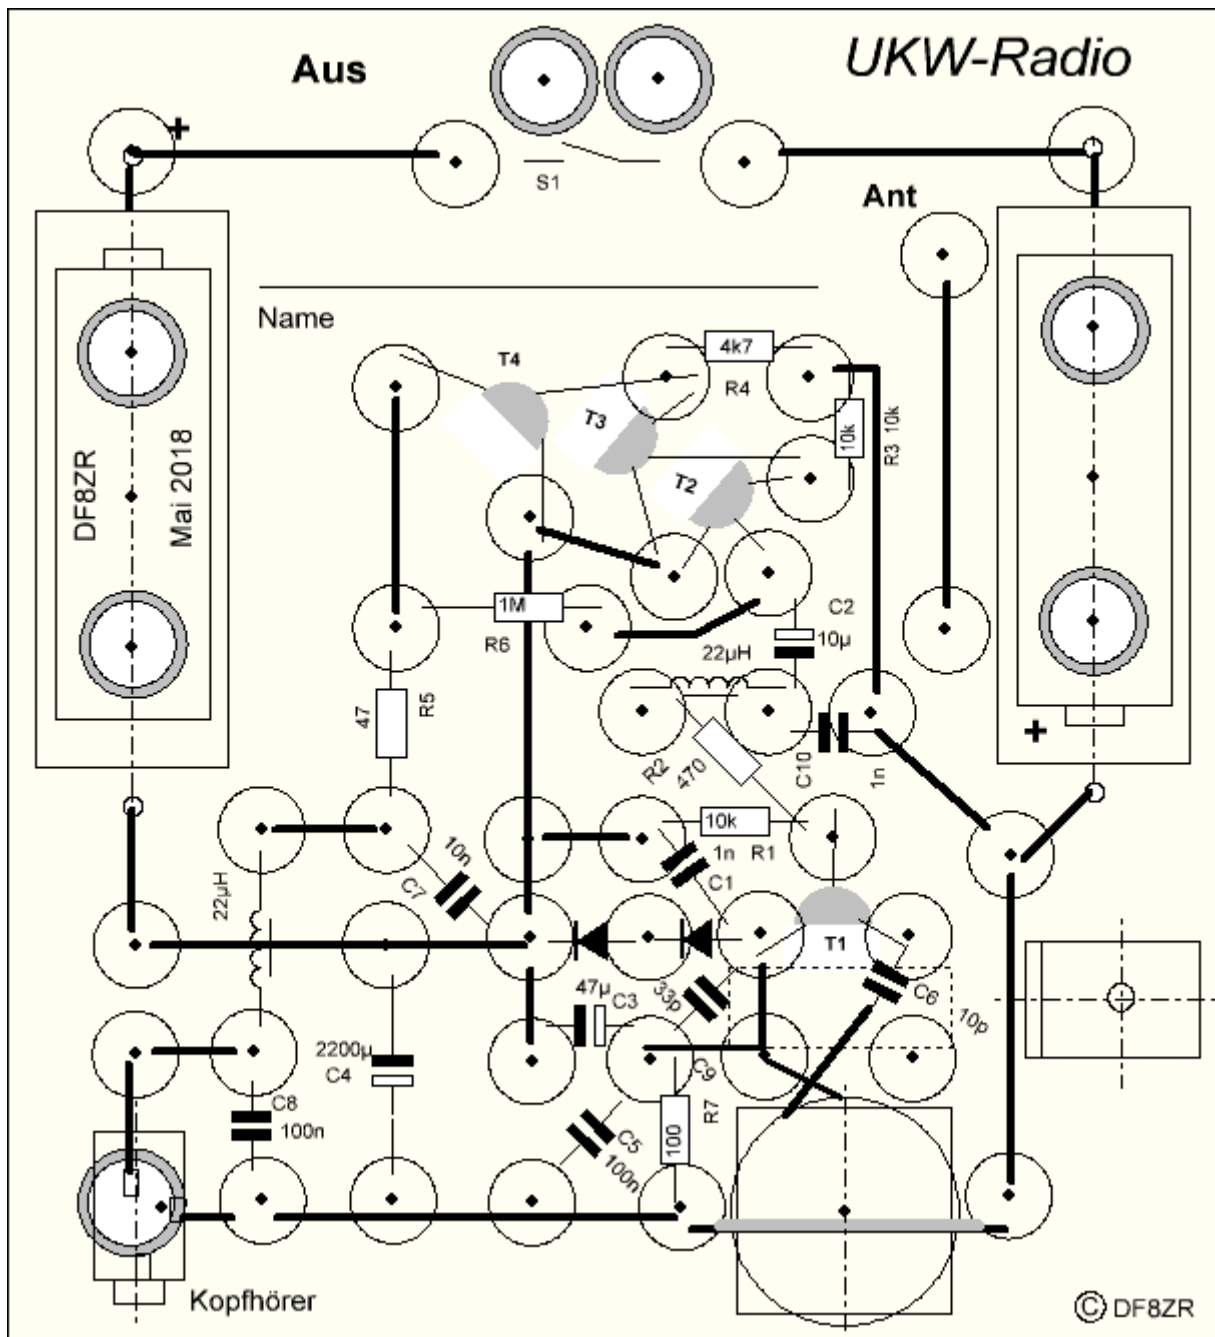 UKW-Radio
Aus
+
S1
Ant
Name
T4
4k7
R4
T3
10k
R3 10k
T2
DF8ZR
Mai 2018
1M
R6
C2
10µ
22µH
47
R5
R2
470
C10
1n
+
10k
R1
1n
C1
10n
C7
22µH
T1
47µ
C3
33p
C6
10p
2200µ
C4
C9
R7
C8
100n
C5
100n
100
Kopfhörer
© DF8ZR